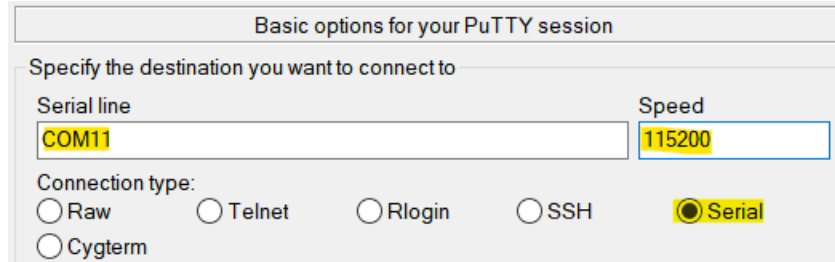 Basic options for your PuTTY session
Specify the destination you want to connect to
Serial line Speed
COM11 115200
Connection type:
Raw Telnet Rlogin SSH Serial
Cygterm